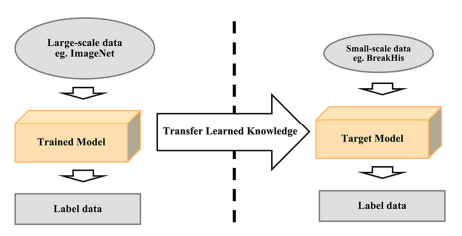 Large-scale data
eg. ImageNet
Trained Model
Label data
Transfer Learned Knowledge
Small-scale data
eg. BreakHis
Target Model
Label data